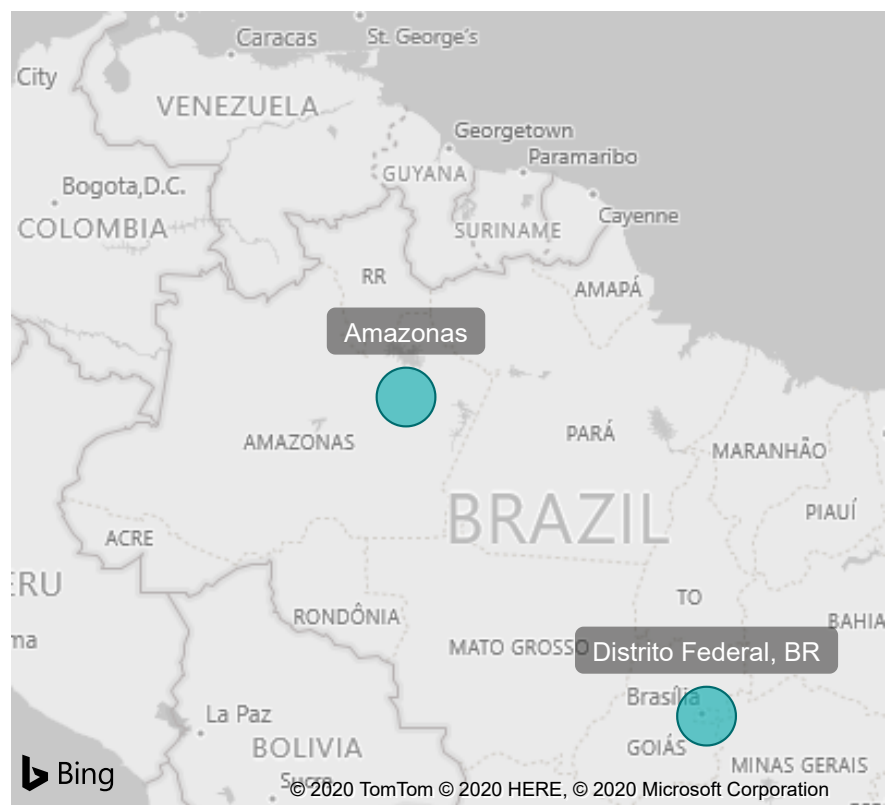 Caracas
St. George's
City
VENEZUELA
Georgetown
Paramaribo
GUYANA
Bogota,D.C.
Cayenne
COLOMBIA
SURINAME
RR
AMAPÁ
Amazonas
AMAZONAS
PARÁ
MARANHÃO
BRAZIL
PIAUÍ
ACRE
ERU
TO
RONDÔNIA
BAHIA
ma
MATO GROSSO
Distrito Federal, BR
Brasília
La Paz
BOLIVIA
GOIÁS
MINAS GERAIS
Bing
Sucre
© 2020 TomTom © 2020 HERE, © 2020 Microsoft Corporation